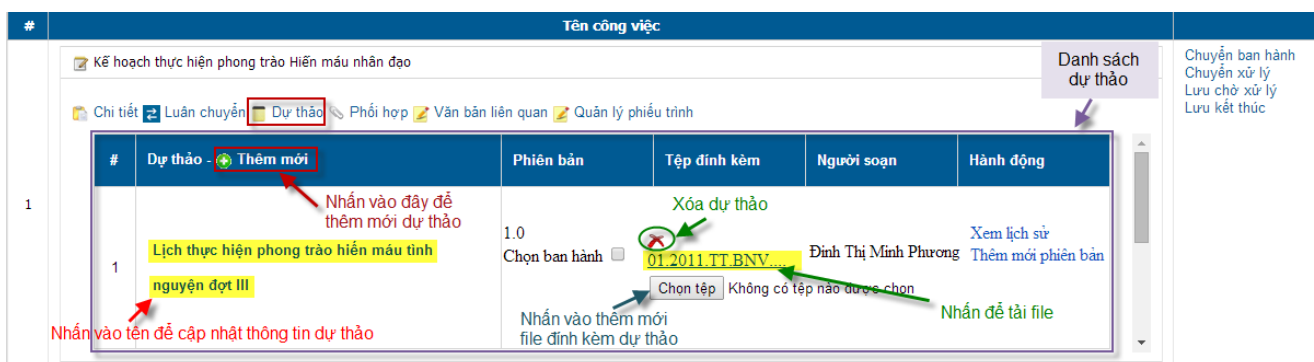 # Tên công việc
Kế hoạch thực hiện phong trào Hiến máu nhân đạo
Danh sách
dự thảo
Chuyển ban hành
Chuyển xử lý
Lưu chờ xử lý
Lưu kết thúc
Chi tiết Luân chuyển Dự thảo Phối hợp Văn bản liên quan Quản lý phiếu trình
# Dự thảo - Thêm mới Phiên bản Tệp đính kèm Người soạn Hành động
Nhấn vào đây để
thêm mới dự thảo
Xóa dự thảo
1
1
Lịch thực hiện phong trào hiến máu tình
nguyện đợt III
1.0
Chọn ban hành
01.2011.TT.BNV....
Chọn tệp Không có tệp nào được chọn
Đinh Thị Minh Phương
Xem lịch sử
Thêm mới phiên bản
Nhấn để tải file
Nhấn vào thêm mới
file đính kèm dự thảo
Nhấn vào tên để cập nhật thông tin dự thảo